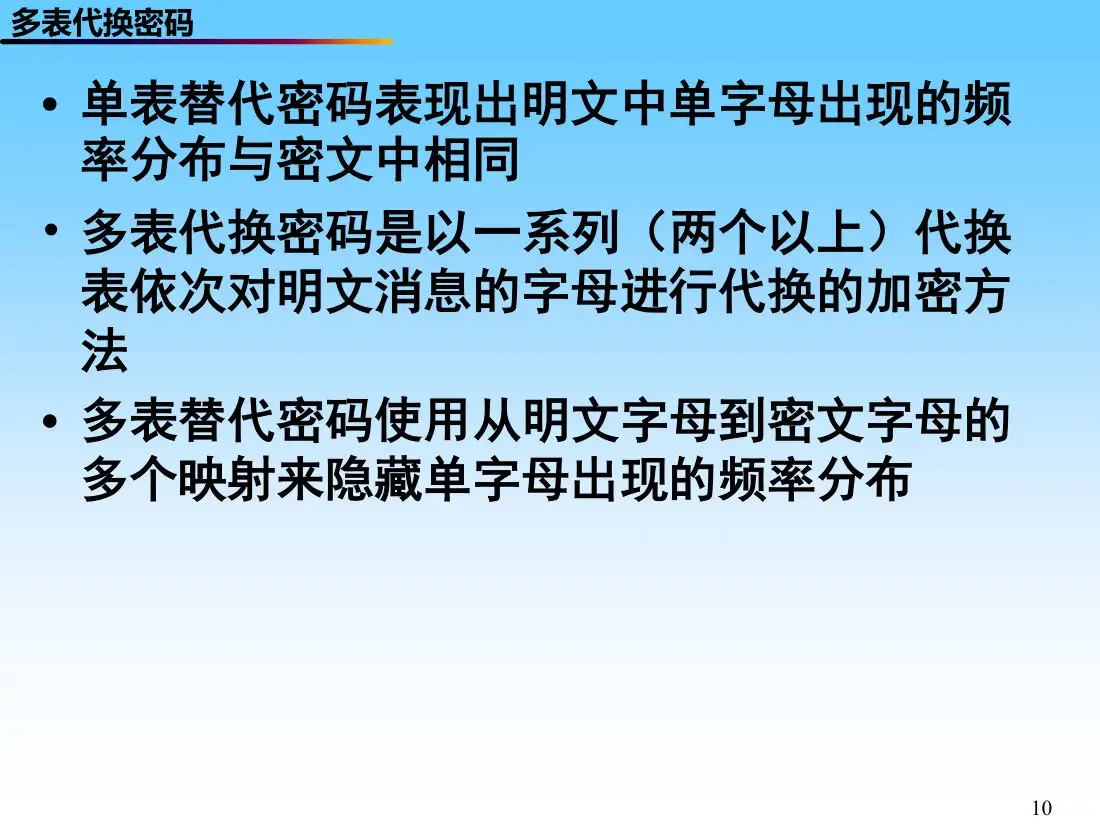 多表代换密码
• 单表替代密码表现出明文中单字母出现的频
率分布与密文中相同
• 多表代换密码是以一系列（两个以上）代换
表依次对明文消息的字母进行代换的加密方
法
• 多表替代密码使用从明文字母到密文字母的
多个映射来隐藏单字母出现的频率分布
10